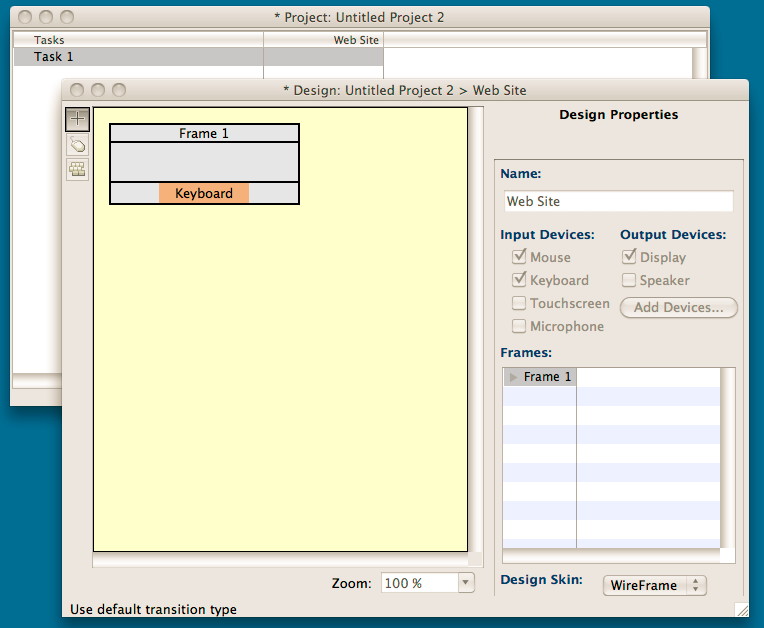 * Project: Untitled Project 2
Tasks Web Site
Task 1
* Design: Untitled Project 2 > Web Site
Frame 1
Keyboard
Design Properties
Name:
Web Site
Input Devices: Output Devices:
Mouse Display
Keyboard Speaker
Touchscreen Add Devices...
Microphone
Frames:
Frame 1
Zoom: 100 %
Design Skin: WireFrame
Use default transition type